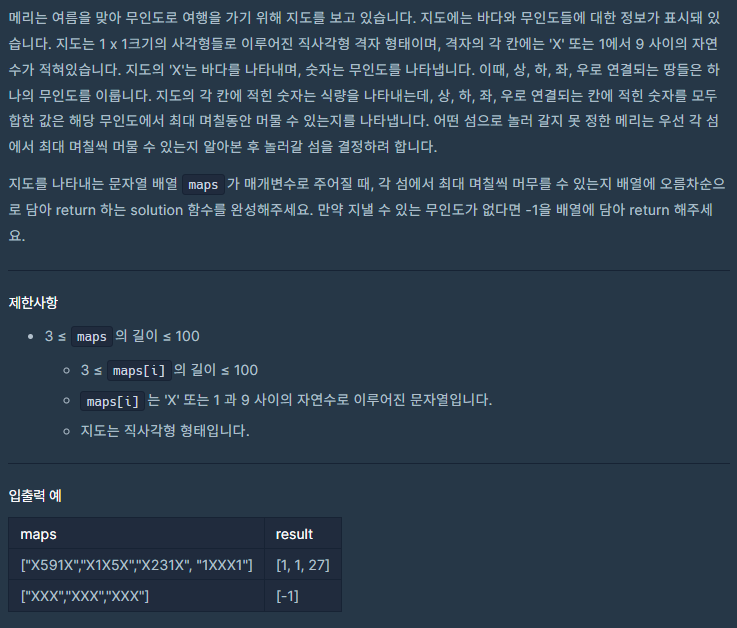 메리는 여름을 맞아 무인도로 여행을 가기 위해 지도를 보고 있습니다. 지도에는 바다와 무인도들에 대한 정보가 표시돼 있
습니다. 지도는 1 x 1크기의 사각형들로 이루어진 직사각형 격자 형태이며, 격자의 각 칸에는 'X' 또는 1에서 9 사이의 자연
수가 적혀있습니다. 지도의 'X'는 바다를 나타내며, 숫자는 무인도를 나타냅니다. 이때, 상, 하, 좌, 우로 연결되는 땅들은 하
나의 무인도를 이룹니다. 지도의 각 칸에 적힌 숫자는 식량을 나타내는데, 상, 하, 좌, 우로 연결되는 칸에 적힌 숫자를 모두
합한 값은 해당 무인도에서 최대 며칠동안 머물 수 있는지를 나타냅니다. 어떤 섬으로 놀러 갈지 못 정한 메리는 우선 각 섬
에서 최대 며칠씩 머물 수 있는지 알아본 후 놀러갈 섬을 결정하려 합니다.
지도를 나타내는 문자열 배열 maps 가 매개변수로 주어질 때, 각 섬에서 최대 며칠씩 머무를 수 있는지 배열에 오름차순으
로 담아 return 하는 solution 함수를 완성해주세요. 만약 지낼 수 있는 무인도가 없다면 -1을 배열에 담아 return 해주세
요.
제한사항
• 3 ≤ maps 의 길이 ≤ 100
◦ 3 ≤ maps[i] 의 길이 ≤ 100
◦ maps[i] 는 'X' 또는 1 과 9 사이의 자연수로 이루어진 문자열입니다.
◦ 지도는 직사각형 형태입니다.
입출력 예
maps result
["X591X","X1X5X","X231X", "1XXX1"] [1, 1, 27]
["XXX","XXX","XXX"] [-1]